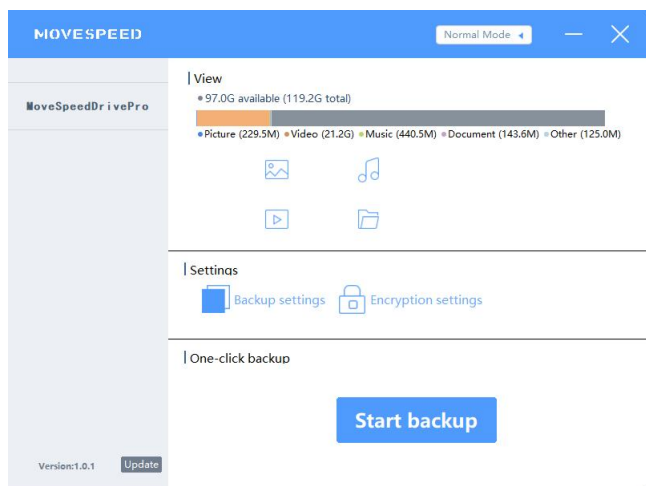 MOVESPEED
Normal Mode
MoveSpeedDrivePro
View
97.0G available (119.2G total)
Picture (229.5M) Video (21.2G) Music (440.5M) Document (143.6M) Other (125.0M)
Settings
Backup settings Encryption settings
One-click backup
Start backup
Version:1.0.1 Update